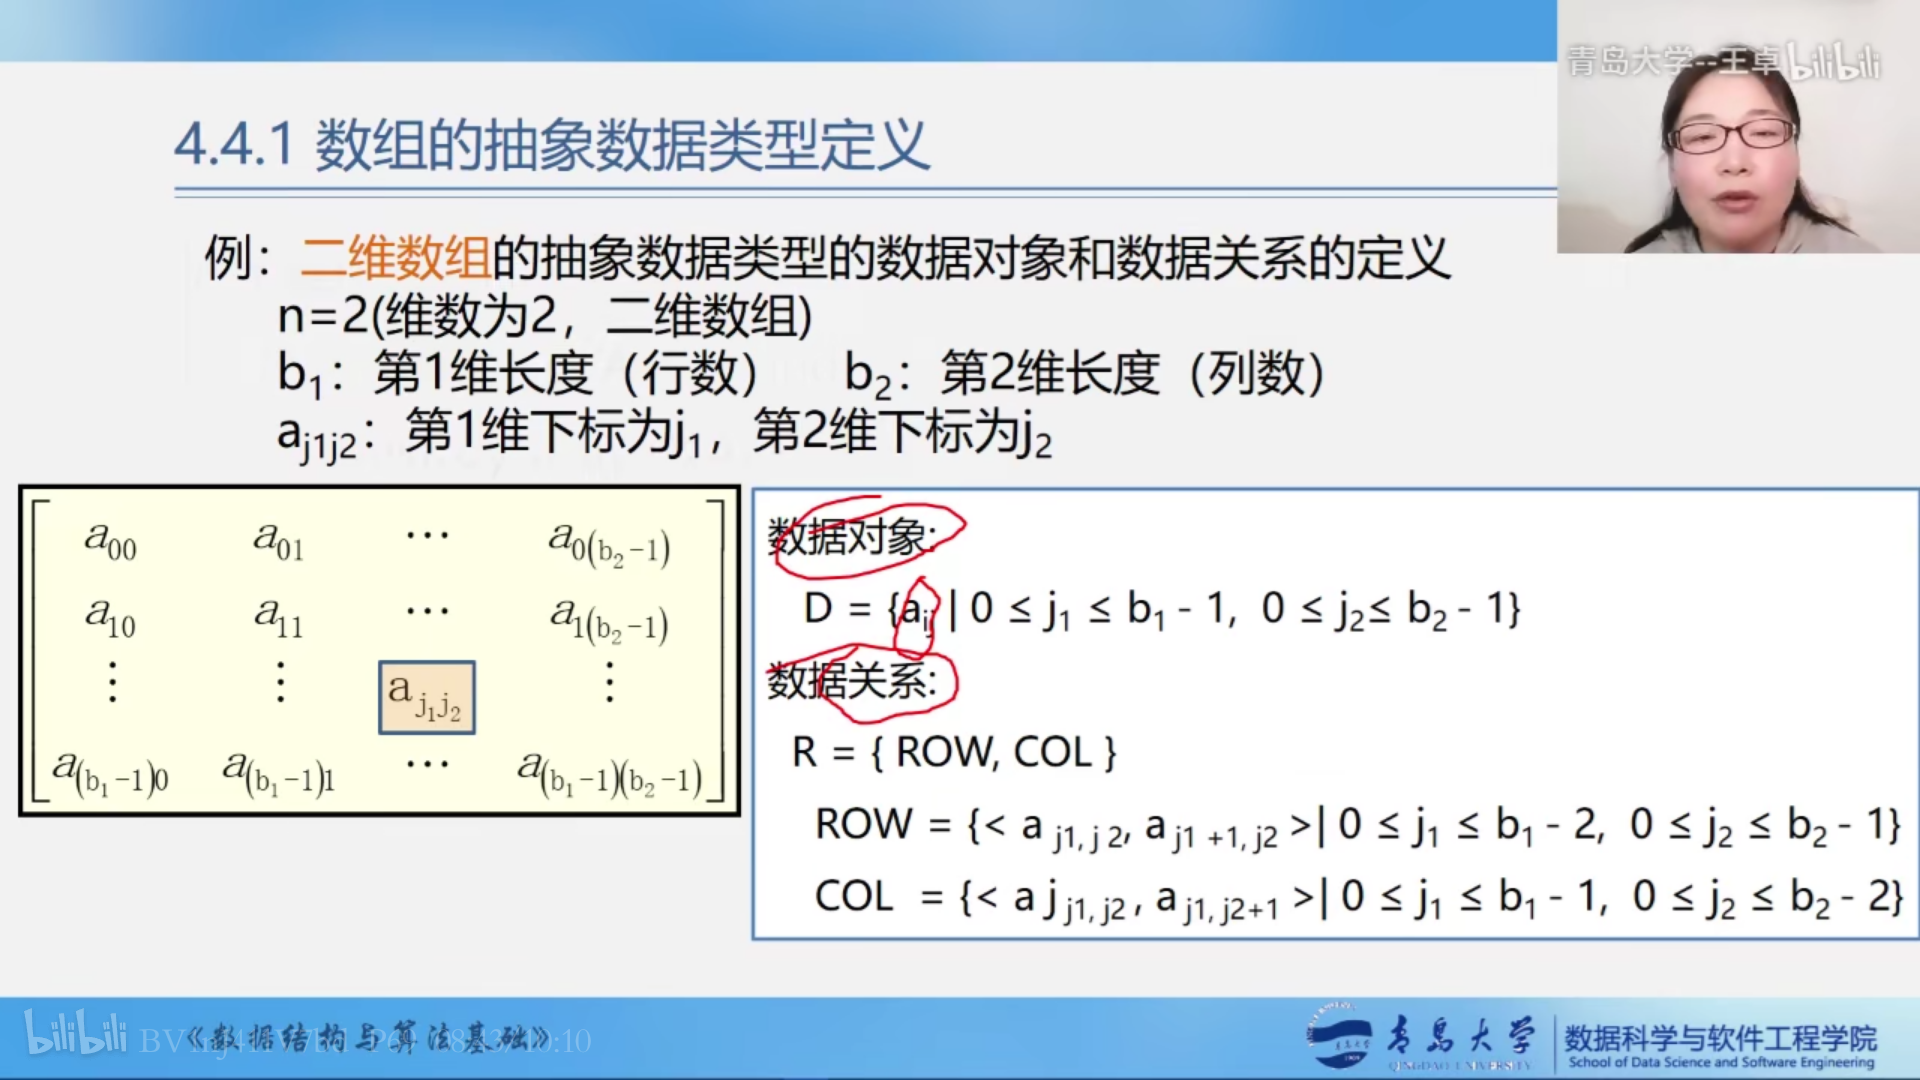 青岛大学--王卓 bilibili
4.4.1 数组的抽象数据类型定义
例：二维数组的抽象数据类型的数据对象和数据关系的定义
n=2(维数为2，二维数组)
b₁：第1维长度（行数） b₂：第2维长度（列数）
aj1j2：第1维下标为j₁，第2维下标为j₂
a00 a01 ⋯ a0(b₂−1)
a10 a11 ⋯ a1(b₂−1)
⋮ ⋮ aj₁j₂ ⋮
a(b₁−1)0 a(b₁−1)1 ⋯ a(b₁−1)(b₂−1)
数据对象:
D = {aij | 0 ≤ j₁ ≤ b₁ - 1, 0 ≤ j₂≤ b₂ - 1}
数据关系:
R = { ROW, COL }
ROW = {< a j1, j 2, a j1 +1, j2 >| 0 ≤ j₁ ≤ b₁ - 2, 0 ≤ j₂ ≤ b₂ - 1}
COL = {< a j j1, j2 , a j1, j2+1 >| 0 ≤ j₁ ≤ b₁ - 1, 0 ≤ j₂ ≤ b₂ - 2}
bilibili
《数据结构与算法基础》
青岛大学
QINGDAO UNIVERSITY
数据科学与软件工程学院
School of Data Science and Software Engineering